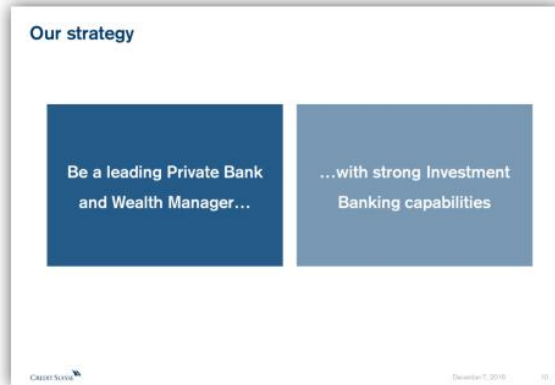 Our strategy
Be a leading Private Bank
and Wealth Manager…
…with strong Investment
Banking capabilities
CREDIT SUISSE
December 7, 2016
10